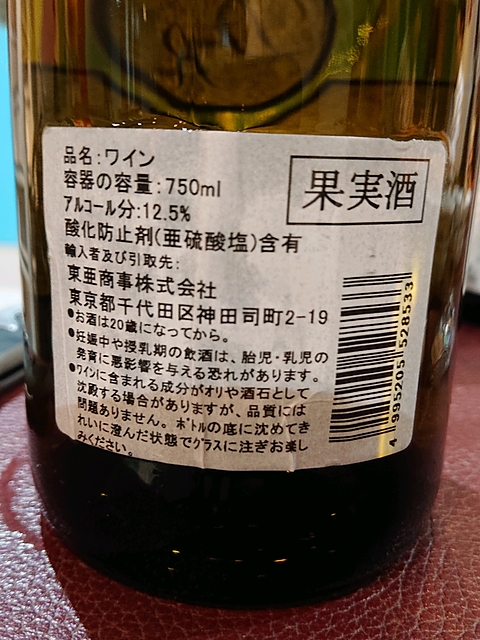 品名:ワイン
果実酒
容器の容量:750ml
アルコール分:12.5%
酸化防止剤(亜硫酸塩)含有
輸入者及び引取先:
東亜商事株式会社
東京都千代田区神田司町2-19
●お酒は20歳になってから。
●妊娠中や授乳期の飲酒は、胎児・乳児の
発育に悪影響を与える恐れがあります。
●ワインに含まれる成分がオリや酒石として
沈殿する場合がありますが、品質には
問題ありません。ボトルの底に沈めてき
れいに澄んだ状態でグラスに注ぎお楽し
みください。
4 995205 528533